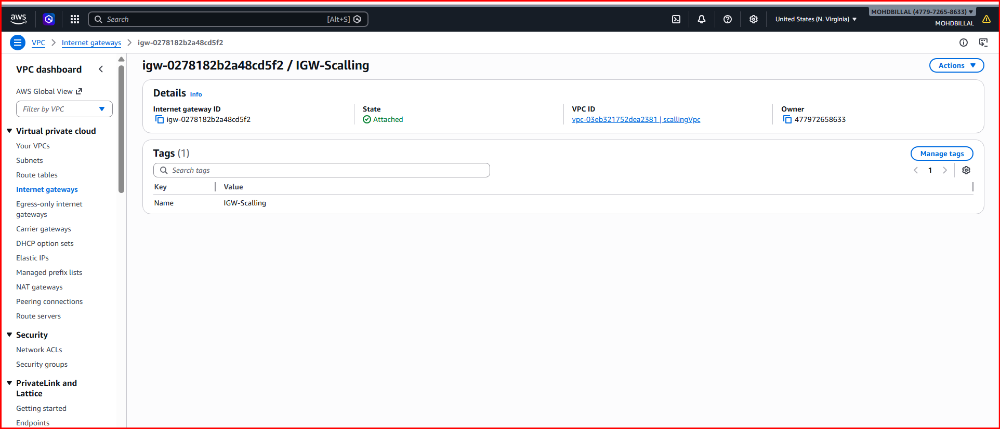 aws
Search
[Alt+S]
United States (N. Virginia)
MOHDBILLAL (4779-7265-8633)
MOHDBILLAL
VPC
Internet gateways
igw-0278182b2a48cd5f2
VPC dashboard
AWS Global View
Filter by VPC
Virtual private cloud
Your VPCs
Subnets
Route tables
Internet gateways
Egress-only internet
gateways
Carrier gateways
DHCP option sets
Elastic IPs
Managed prefix lists
NAT gateways
Peering connections
Route servers
Security
Network ACLs
Security groups
PrivateLink and
Lattice
Getting started
Endpoints
igw-0278182b2a48cd5f2 / IGW-Scalling
Actions
Details Info
Internet gateway ID
igw-0278182b2a48cd5f2
State
Attached
VPC ID
vpc-03eb321752dea2381 | scallingVpc
Owner
477972658633
Tags (1)
Manage tags
Search tags
1
Key Value
Name IGW-Scalling